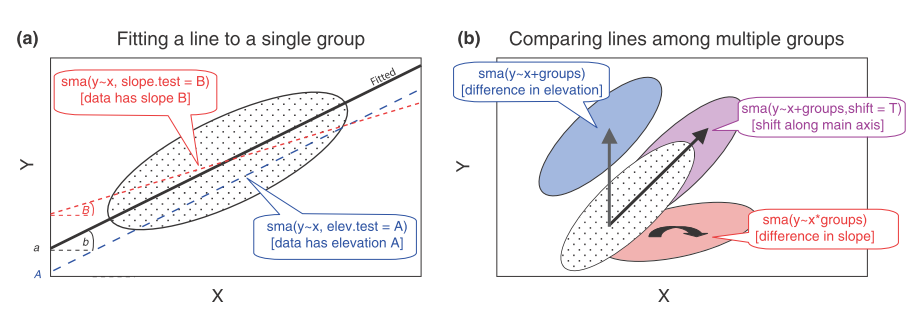 (a) Fitting a line to a single group
sma(y~x, slope.test = B)
[data has slope B]
Fitted
Y
B
a
b
A
sma(y~x, elev.test = A)
[data has elevation A]
X
(b) Comparing lines among multiple groups
sma(y~x+groups)
[difference in elevation]
sma(y~x+groups,shift = T)
[shift along main axis]
Y
sma(y~x*groups)
[difference in slope]
X